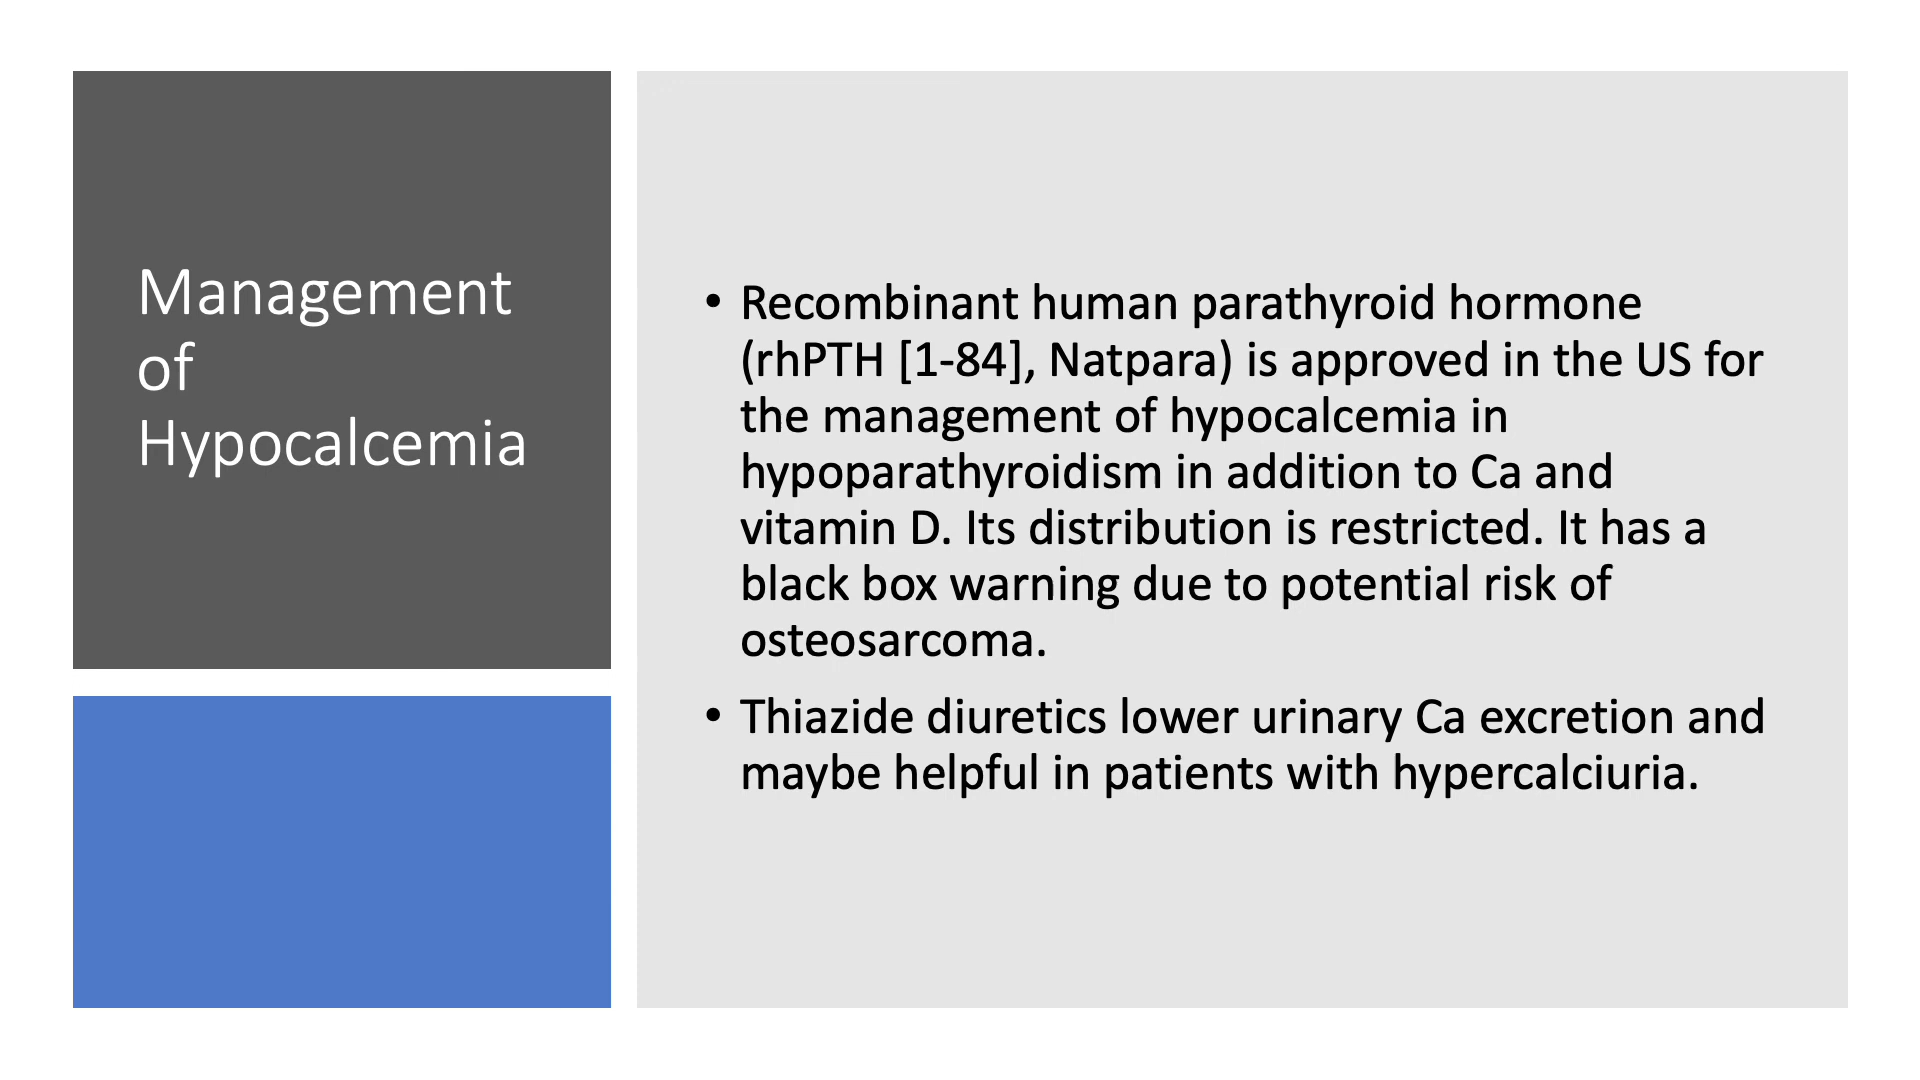 Management
of
Hypocalcemia
• Recombinant human parathyroid hormone
(rhPTH [1-84], Natpara) is approved in the US for
the management of hypocalcemia in
hypoparathyroidism in addition to Ca and
vitamin D. Its distribution is restricted. It has a
black box warning due to potential risk of
osteosarcoma.
• Thiazide diuretics lower urinary Ca excretion and
maybe helpful in patients with hypercalciuria.